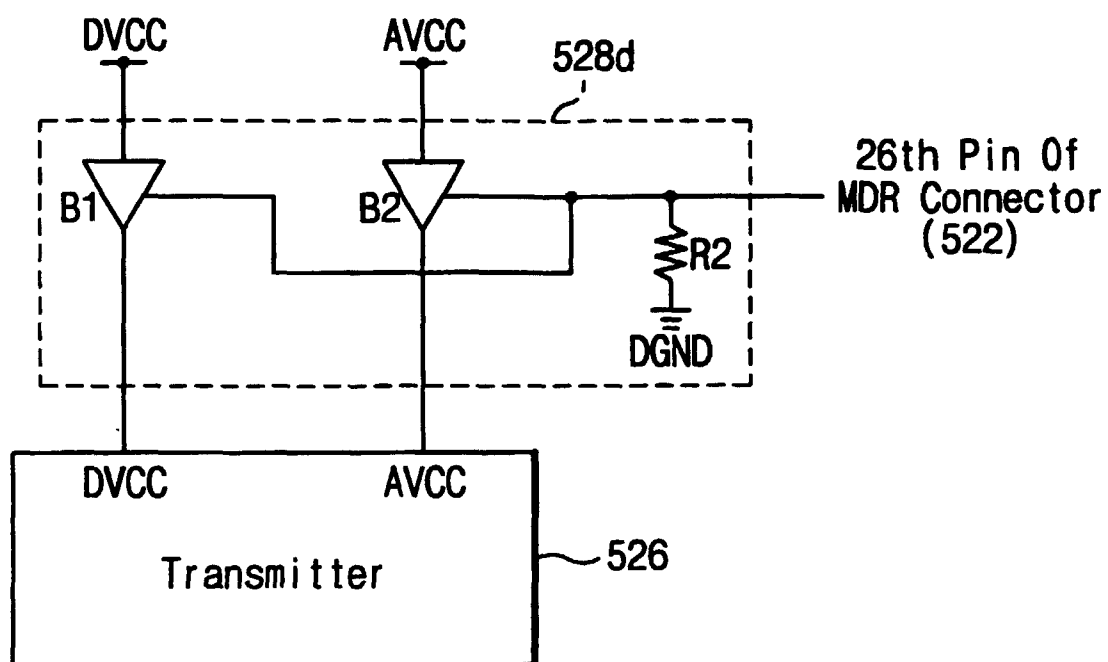 DVCC
AVCC
528d
26th Pin Of
MDR Connector
(522)
B1
B2
R2
DGND
DVCC
AVCC
Transmitter
526